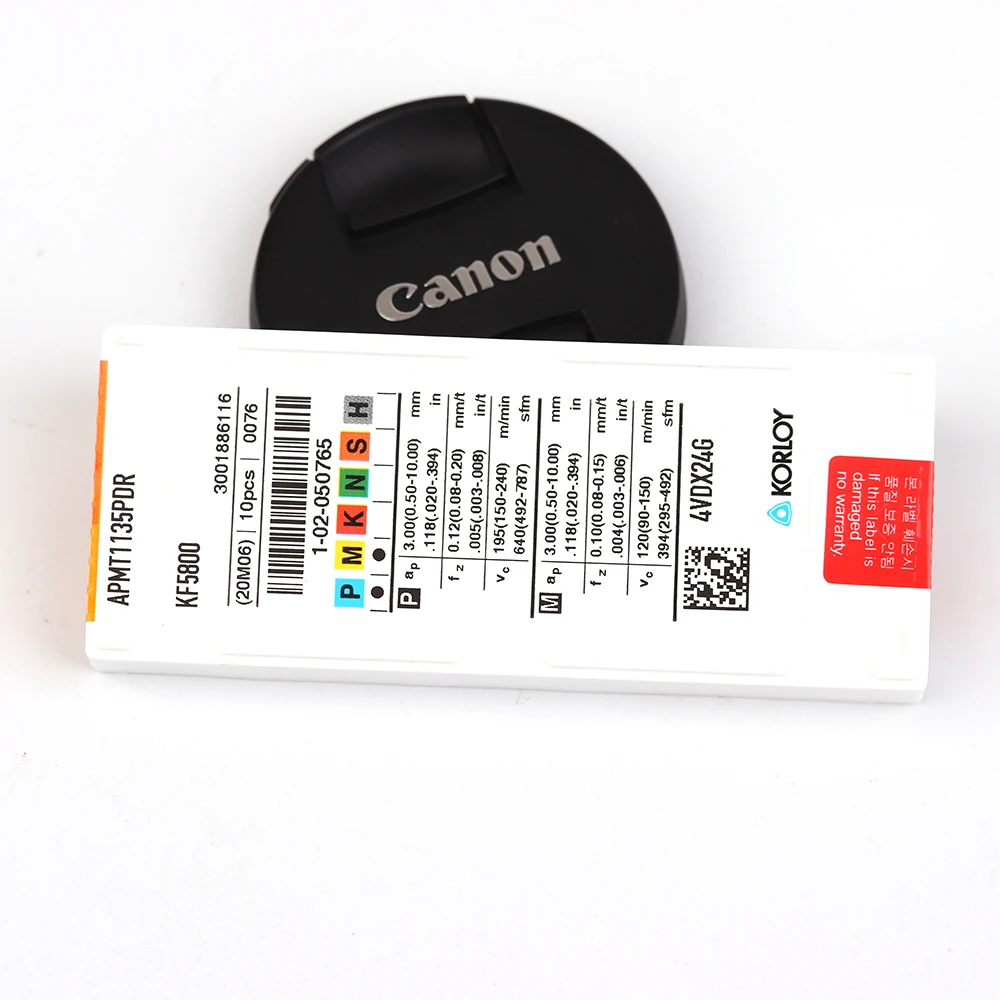 Canon
APMT1135PDR
KF5800
3001886116
(20M06) | 10pcs | 0076
1-02-050765
P M K N S H
● ●
P ap 3.00(0.50-10.00) mm
.118(.020-.394) in
fz 0.12(0.08-0.20) mm/t
.005(.003-.008) in/t
vc 195(150-240) m/min
640(492-787) sfm
M ap 3.00(0.50-10.00) mm
.118(.020-.394) in
fz 0.10(0.08-0.15) mm/t
.004(.003-.006) in/t
vc 120(90-150) m/min
394(295-492) sfm
4VDX24G
KORLOY
본 라벨 훼손시
품질 보증 안됨
If this label is
damaged
no warranty.